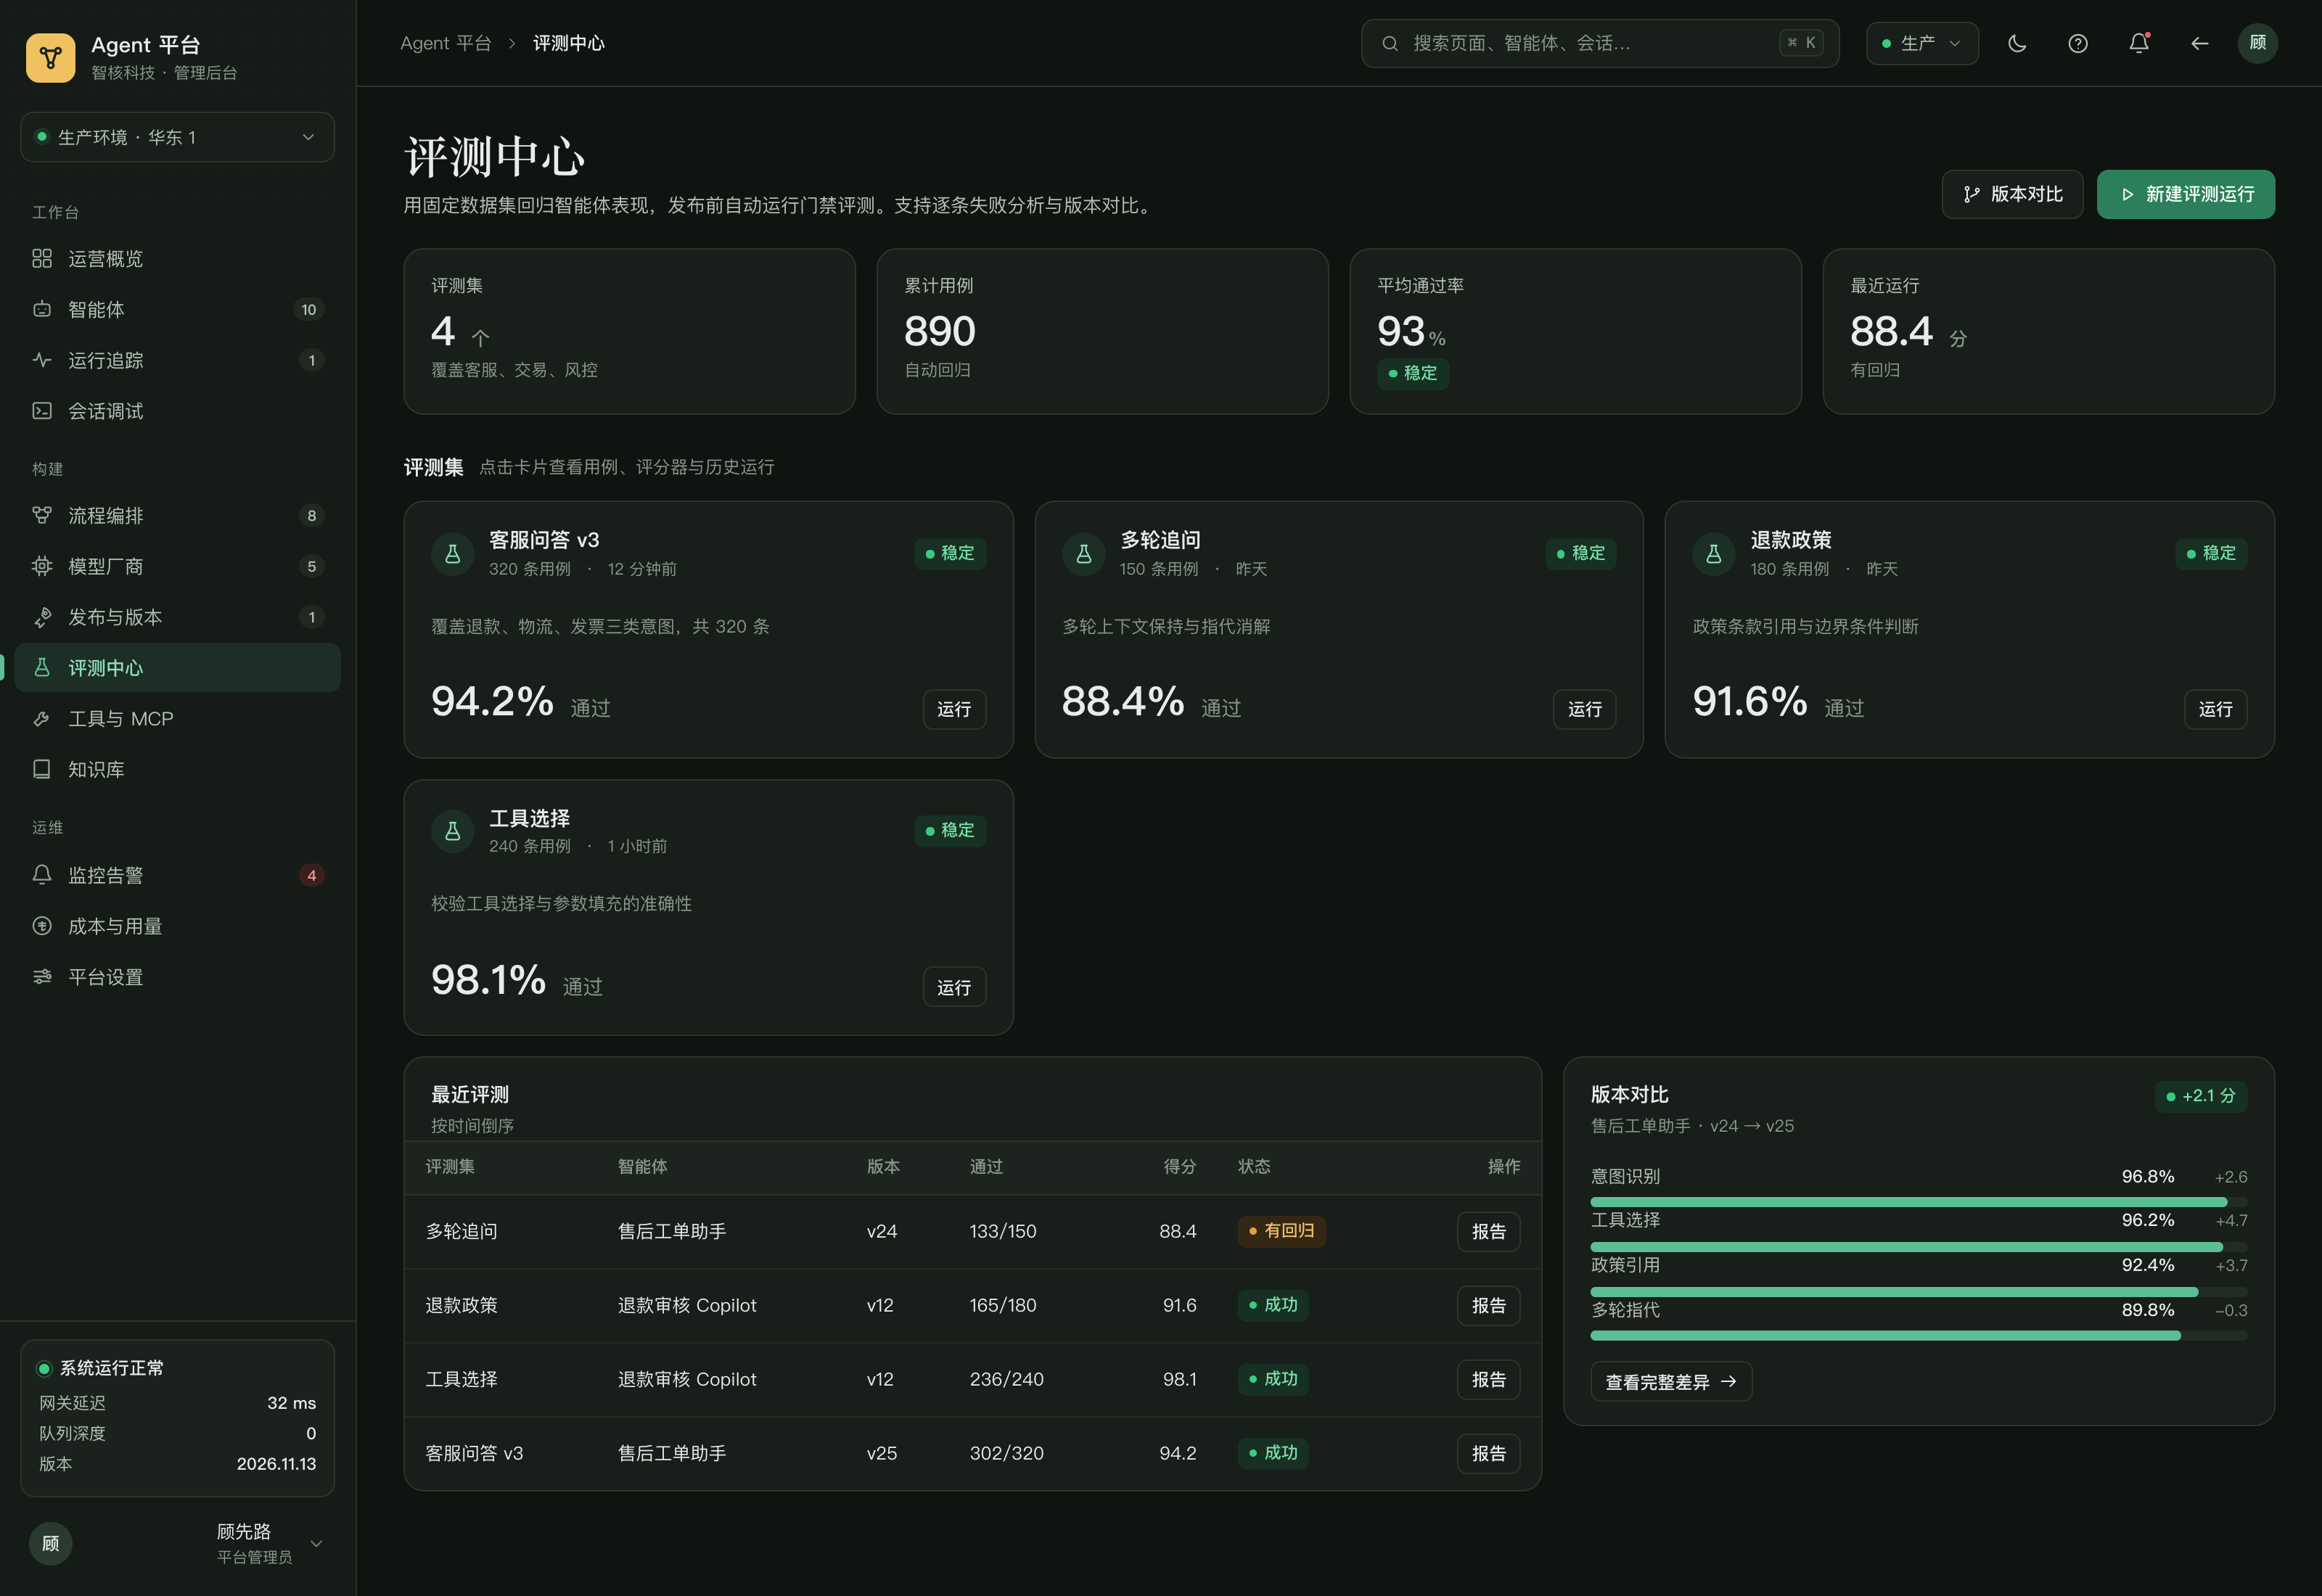 Agent 平台
智核科技 · 管理后台
生产环境 · 华东 1
工作台
运营概览
智能体 10
运行追踪 1
会话调试
构建
流程编排 8
模型厂商 5
发布与版本 1
评测中心
工具与 MCP
知识库
运维
监控告警 4
成本与用量
平台设置
系统运行正常
网关延迟 32 ms
队列深度 0
版本 2026.11.13
顾
顾先路
平台管理员
Agent 平台 > 评测中心
搜索页面、智能体、会话... ⌘ K
生产
顾
评测中心
用固定数据集回归智能体表现，发布前自动运行门禁评测。支持逐条失败分析与版本对比。
版本对比
新建评测运行
评测集
4 个
覆盖客服、交易、风控
累计用例
890
自动回归
平均通过率
93%
稳定
最近运行
88.4 分
有回归
评测集 点击卡片查看用例、评分器与历史运行
客服问答 v3
320 条用例 · 12 分钟前
稳定
覆盖退款、物流、发票三类意图，共 320 条
94.2% 通过
运行
多轮追问
150 条用例 · 昨天
稳定
多轮上下文保持与指代消解
88.4% 通过
运行
退款政策
180 条用例 · 昨天
稳定
政策条款引用与边界条件判断
91.6% 通过
运行
工具选择
240 条用例 · 1 小时前
稳定
校验工具选择与参数填充的准确性
98.1% 通过
运行
最近评测
按时间倒序
评测集 智能体 版本 通过 得分 状态 操作
多轮追问 售后工单助手 v24 133/150 88.4 有回归 报告
退款政策 退款审核 Copilot v12 165/180 91.6 成功 报告
工具选择 退款审核 Copilot v12 236/240 98.1 成功 报告
客服问答 v3 售后工单助手 v25 302/320 94.2 成功 报告
版本对比
+2.1 分
售后工单助手 · v24 → v25
意图识别 96.8% +2.6
工具选择 96.2% +4.7
政策引用 92.4% +3.7
多轮指代 89.8% −0.3
查看完整差异 →